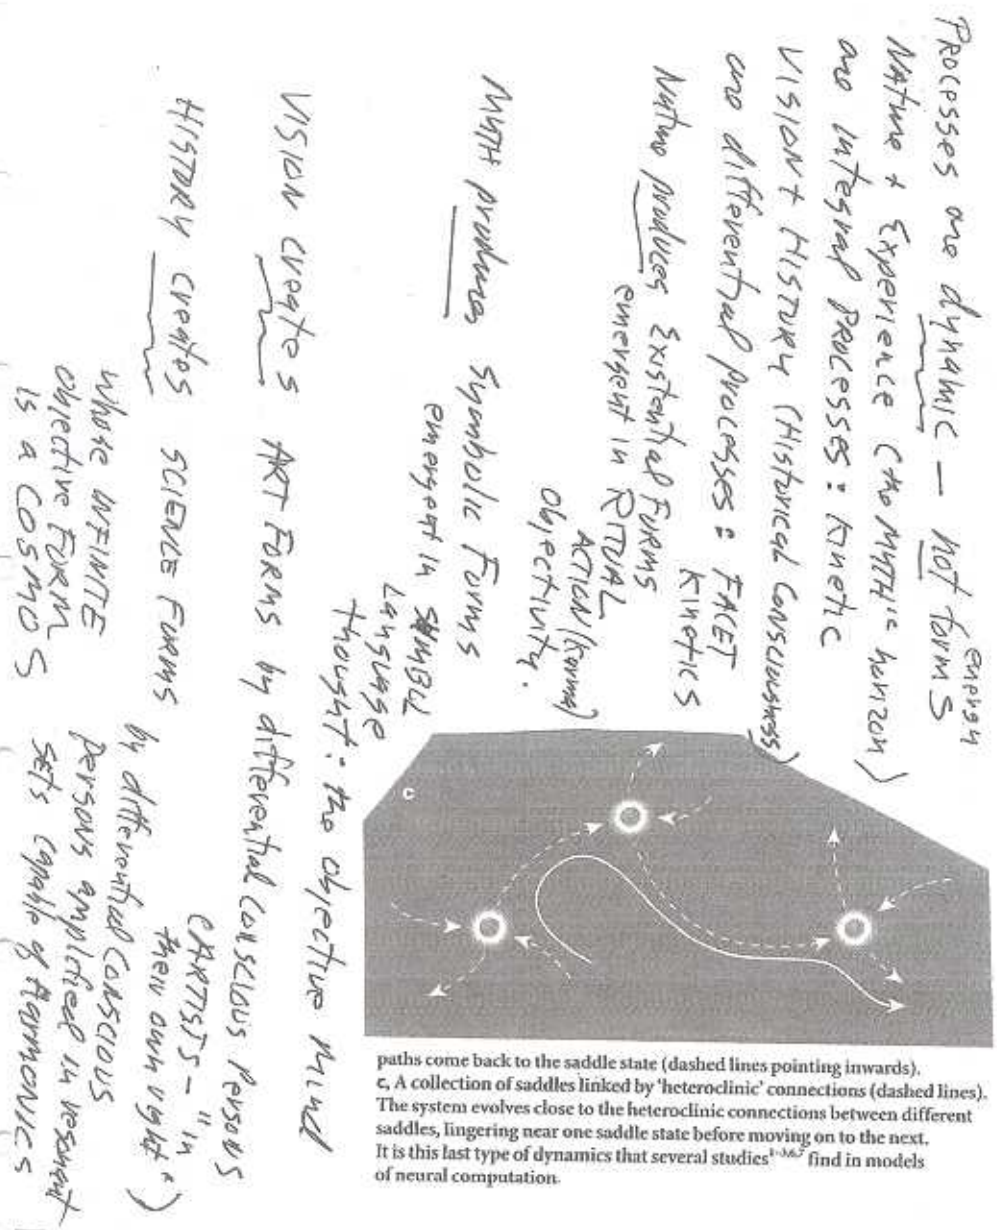 PROCESSES are dynamic — not forms
energy
NATURE + EXPERIENCE (the MYTHic horizon)
are integral PROCESSES: kinetic
VISION + HISTORY (Historical Consciousness)
are differential processes: FACET
KINETICS
Nature produces Existential Forms
emergent in RITUAL
ACTION (karma)
objectivity.
MYTH produces Symbolic Forms
emergent in SYMBOL
Language
thought: the objective mind
VISION creates ART FORMS by differential conscious persons
(ARTISTS - "in
their own right")
HISTORY creates SCIENCE FORMS by differential conscious
persons amplified in resonant
sets capable of HARMONICS
whose INFINITE
objective FORM
is a COSMOS
c
paths come back to the saddle state (dashed lines pointing inwards).
c, A collection of saddles linked by 'heteroclinic' connections (dashed lines).
The system evolves close to the heteroclinic connections between different
saddles, lingering near one saddle state before moving on to the next.
It is this last type of dynamics that several studies find in models
of neural computation.